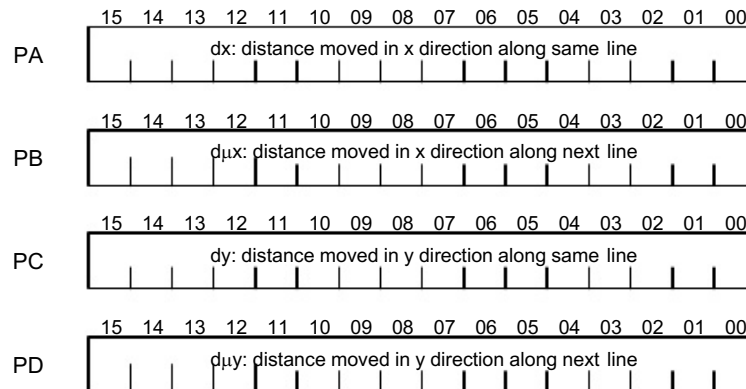 15 14 13 12 11 10 09 08 07 06 05 04 03 02 01 00
PA dx: distance moved in x direction along same line
15 14 13 12 11 10 09 08 07 06 05 04 03 02 01 00
PB dμx: distance moved in x direction along next line
15 14 13 12 11 10 09 08 07 06 05 04 03 02 01 00
PC dy: distance moved in y direction along same line
15 14 13 12 11 10 09 08 07 06 05 04 03 02 01 00
PD dμy: distance moved in y direction along next line